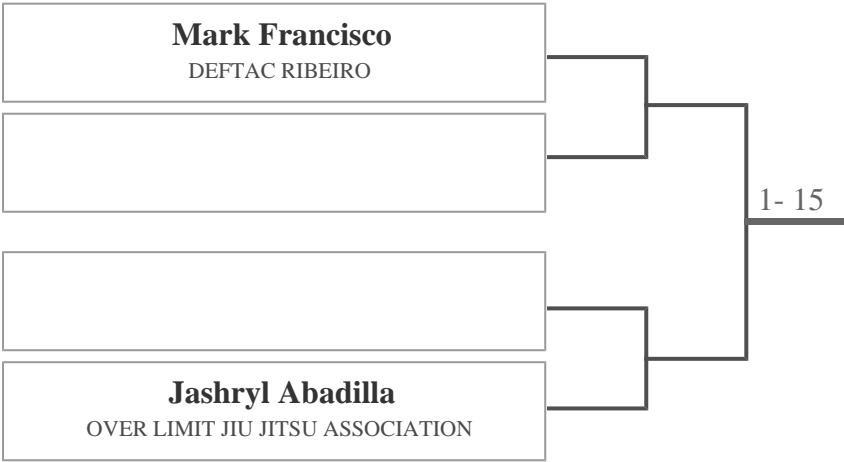 Mark Francisco
DEFTAC RIBEIRO
1- 15
Jashryl Abadilla
OVER LIMIT JIU JITSU ASSOCIATION